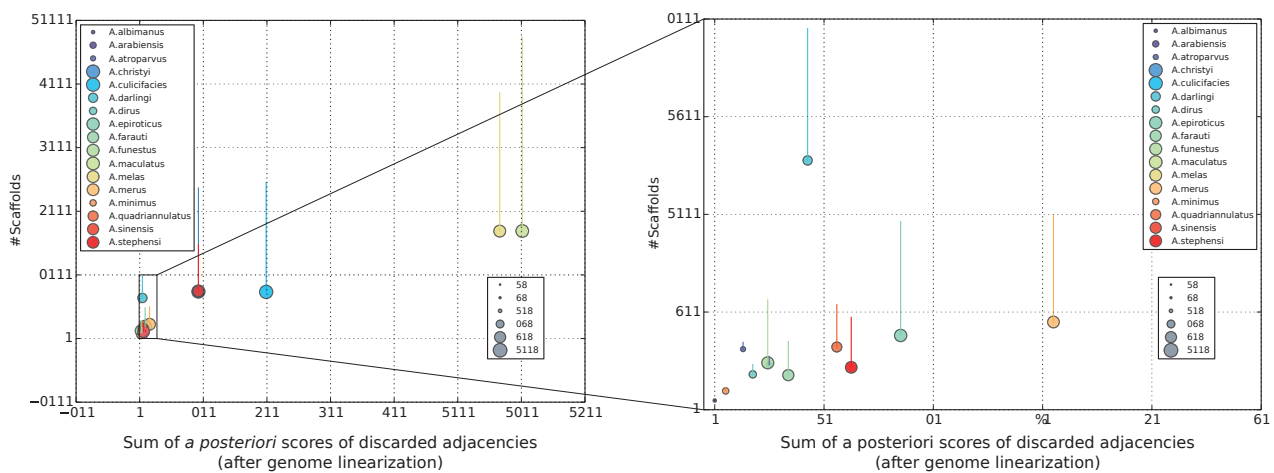 51111
4111
3111
2111
0111
1
−0111
#Scaffolds
A.albimanus
A.arabiensis
A.atroparvus
A.christyi
A.culicifacies
A.darlingi
A.dirus
A.epiroticus
A.farauti
A.funestus
A.maculatus
A.melas
A.merus
A.minimus
A.quadriannulatus
A.sinensis
A.stephensi
58
68
518
068
618
5118
−011 1 011 211 311 411 5111 5011 5211
Sum of a posteriori scores of discarded adjacencies
(after genome linearization)
0111
5611
5111
611
1
#Scaffolds
A.albimanus
A.arabiensis
A.atroparvus
A.christyi
A.culicifacies
A.darlingi
A.dirus
A.epiroticus
A.farauti
A.funestus
A.maculatus
A.melas
A.merus
A.minimus
A.quadriannulatus
A.sinensis
A.stephensi
58
68
518
068
618
5118
1 51 01 21 61
Sum of a posteriori scores of discarded adjacencies
(after genome linearization)